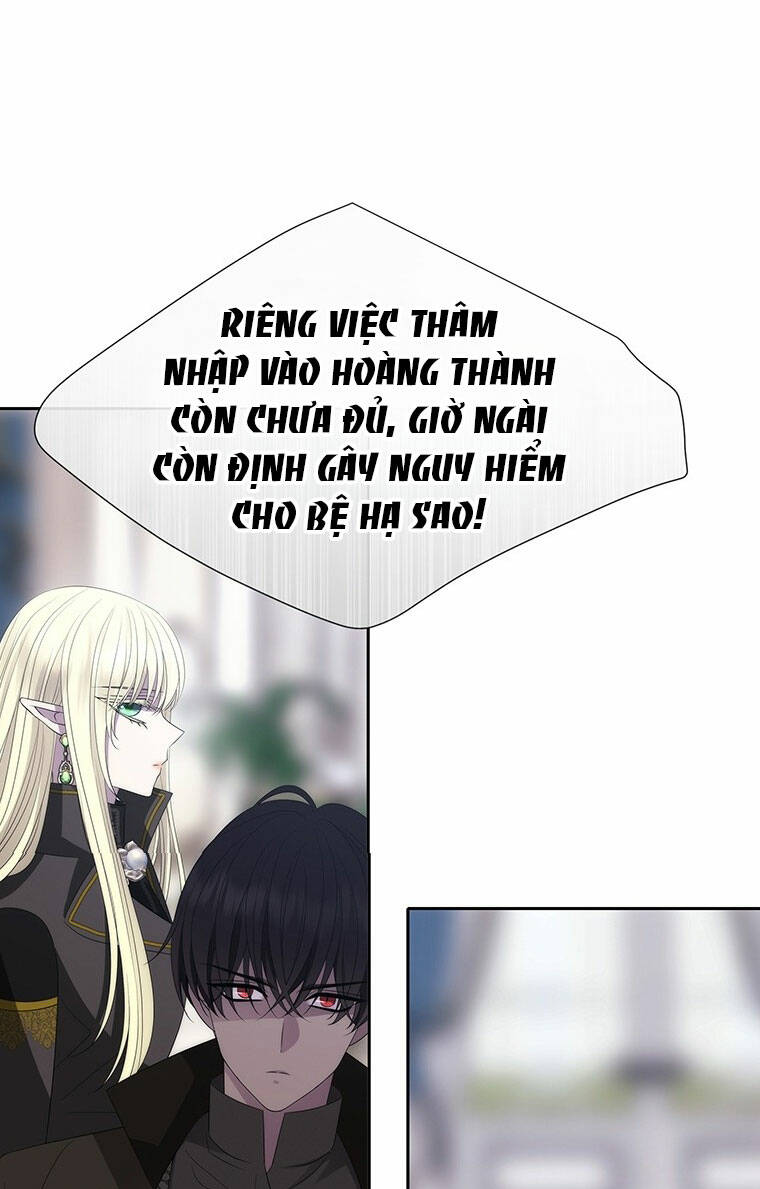 RIÊNG VIỆC THÂM
NHẬP VÀO HOÀNG THÀNH
CÒN CHƯA ĐỦ, GIỜ NGÀI
CÒN ĐỊNH GÂY NGUY HIỂM
CHO BỆ HẠ SAO!